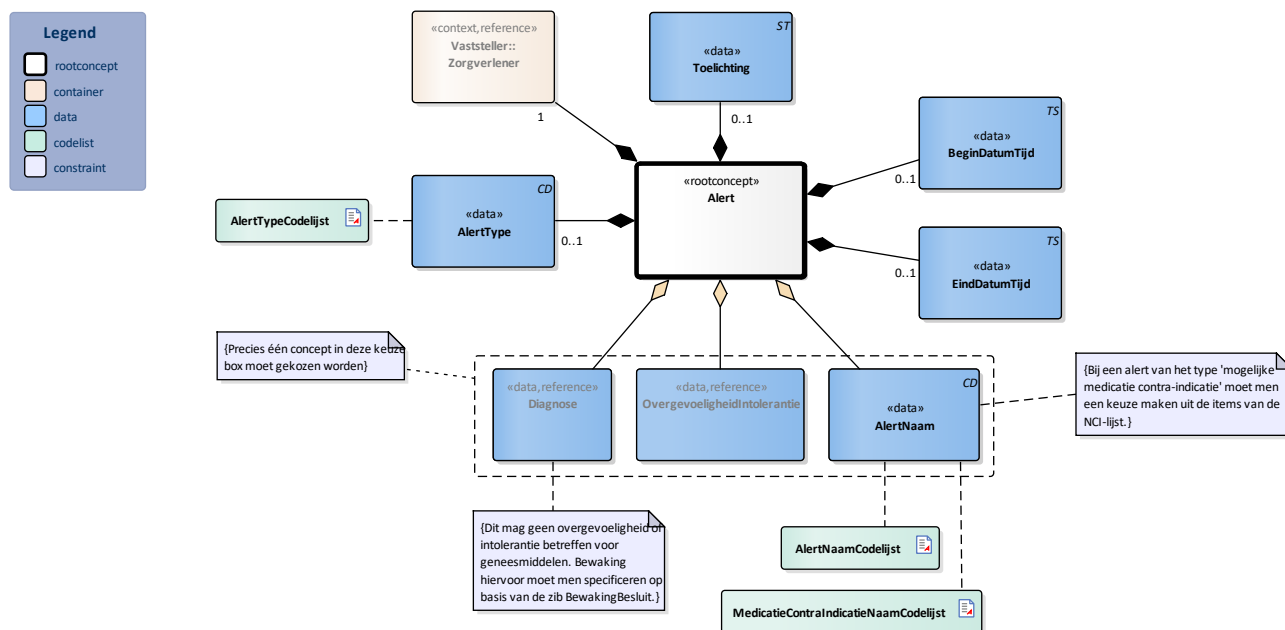 Legend
rootconcept
container
data
codelist
constraint
«context,reference»
Vaststeller::
Zorgverlener
1
ST
«data»
Toelichting
0..1
TS
«data»
BeginDatumTijd
0..1
«rootconcept»
Alert
CD
«data»
AlertType
0..1
AlertTypeCodelijst
TS
«data»
EindDatumTijd
0..1
{Precies één concept in deze keuze
box moet gekozen worden}
«data,reference»
Diagnose
«data,reference»
OvergevoeligheidIntolerantie
CD
«data»
AlertNaam
{Bij een alert van het type 'mogelijke
medicatie contra-indicatie' moet men
een keuze maken uit de items van de
NCI-lijst.}
{Dit mag geen overgevoeligheid of
intolerantie betreffen voor
geneesmiddelen. Bewaking
hiervoor moet men specificeren op
basis van de zib BewakingBesluit.}
AlertNaamCodelijst
MedicatieContraIndicatieNaamCodelijst